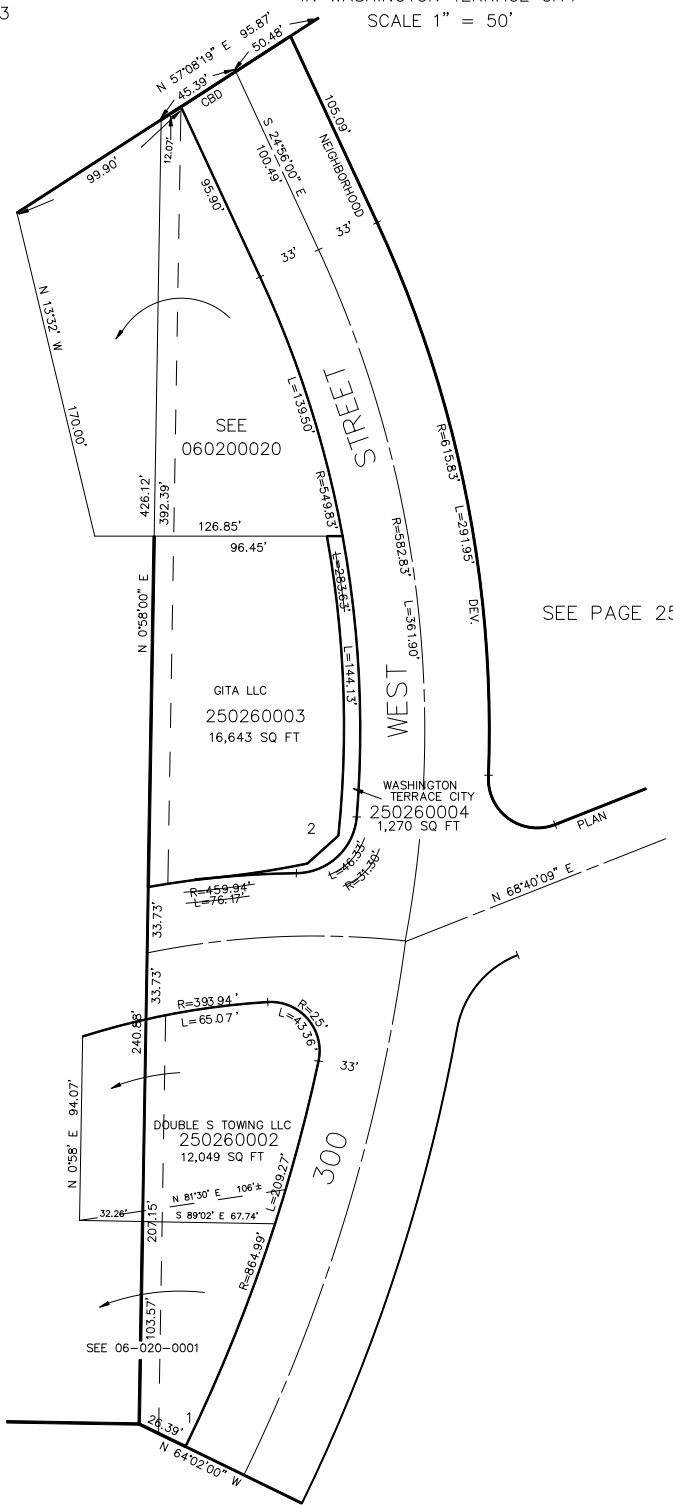 3
SCALE 1" = 50'
N 57°08'19" E 95.87'
50.48'
45.39'
CBD
12.07'
99.90'
S 24°56'00" E
100.49'
105.09'
NEIGHBORHOOD
95.90'
33'
33'
N 13°32' W
170.00'
L=139.50'
STREET
SEE
060200020
R=615.83' L=291.95'
R=549.83'
426.12'
392.39'
126.85'
96.45'
R=582.83' L=361.90'
L=283.63'
N 0°58'00" E
DEV.
SEE PAGE 25
L=144.13'
WEST
GITA LLC
250260003
16,643 SQ FT
WASHINGTON
TERRACE CITY
250260004
1,270 SQ FT
2
PLAN
L=46.33'
R=31.39'
N 68°40'09" E
R=459.94'
L=76.17'
33.73'
33.73'
R=393.94'
L=65.07'
R=25'
L=43.36'
240.88'
33'
N 0°58' E 94.07'
DOUBLE S TOWING LLC
250260002
12,049 SQ FT
300
L=209.27'
N 81°30' E 106'±
32.26'
S 89°02' E 67.74'
207.15'
R=864.99'
103.57'
SEE 06-020-0001
26.39'
1
N 64°02'00" W